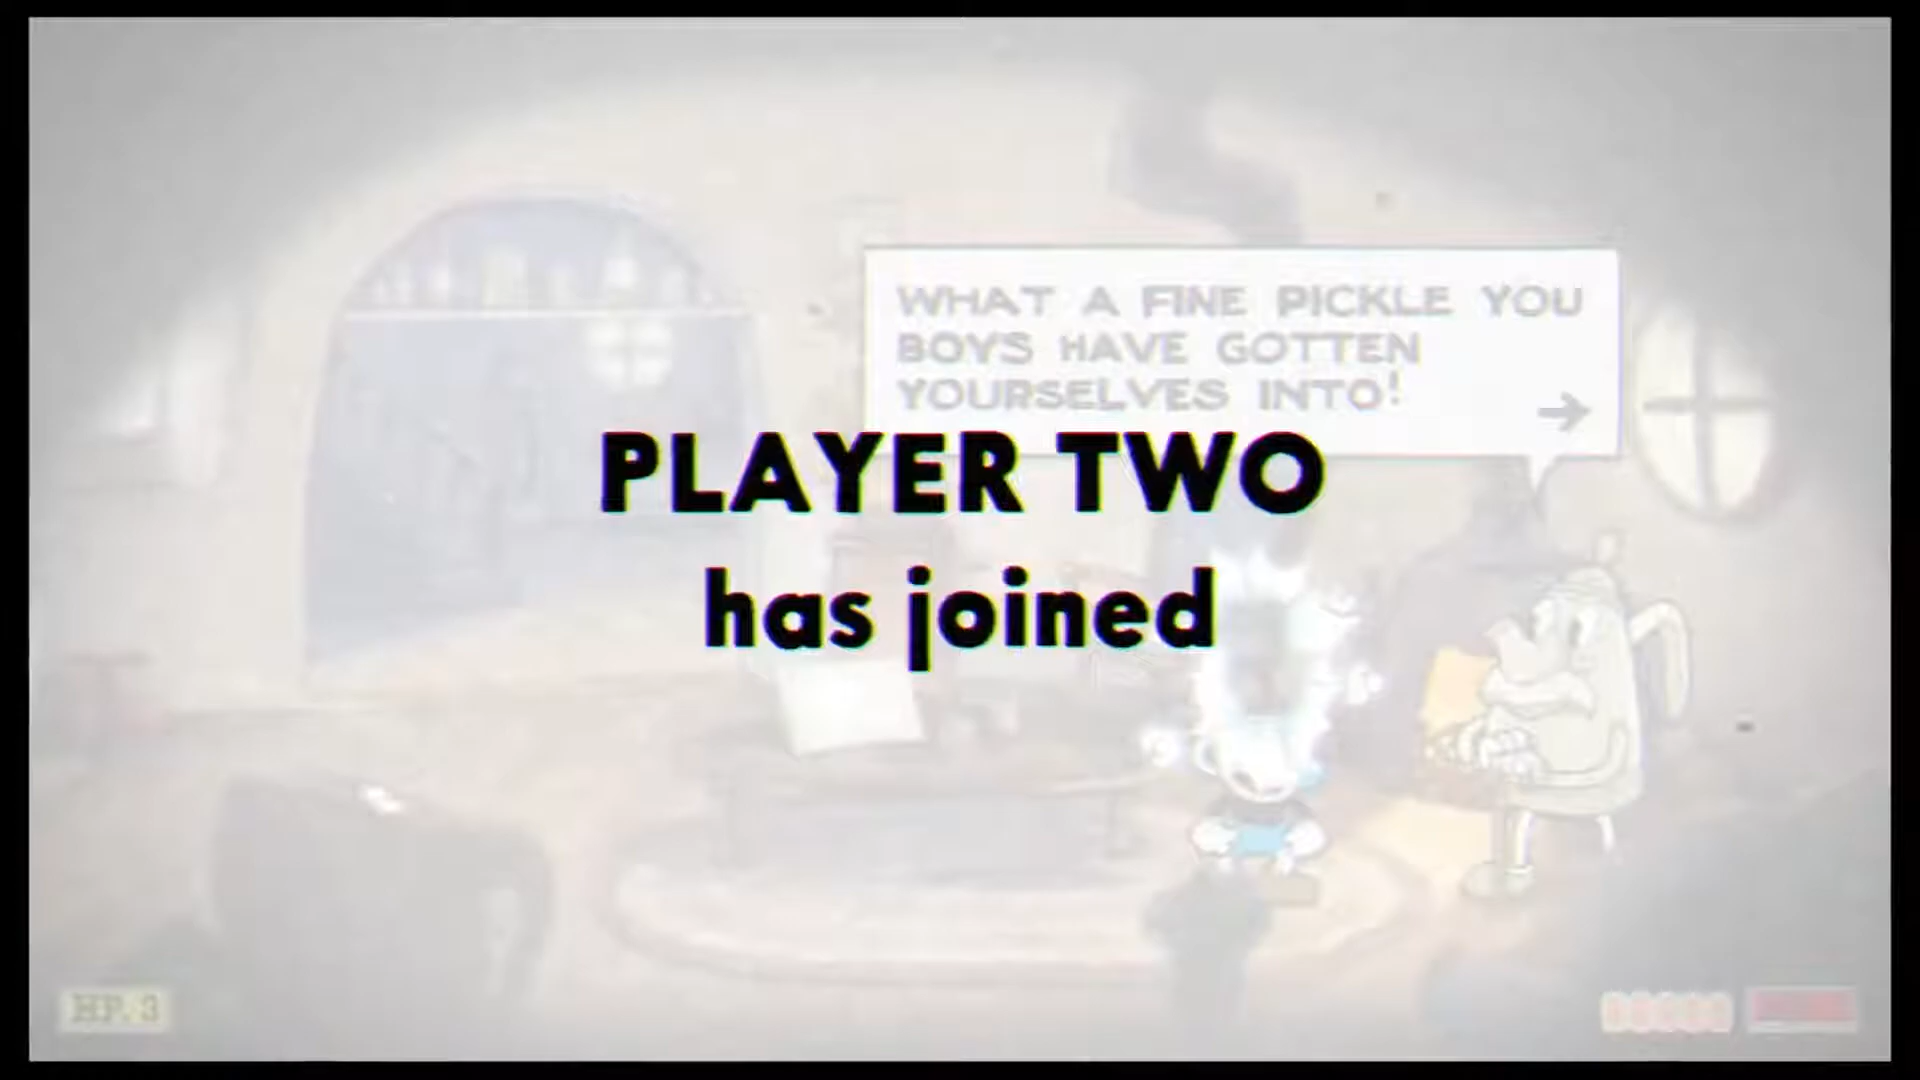 WHAT A FINE PICKLE YOU
BOYS HAVE GOTTEN
YOURSELVES INTO!
PLAYER TWO
has joined
HP. 3